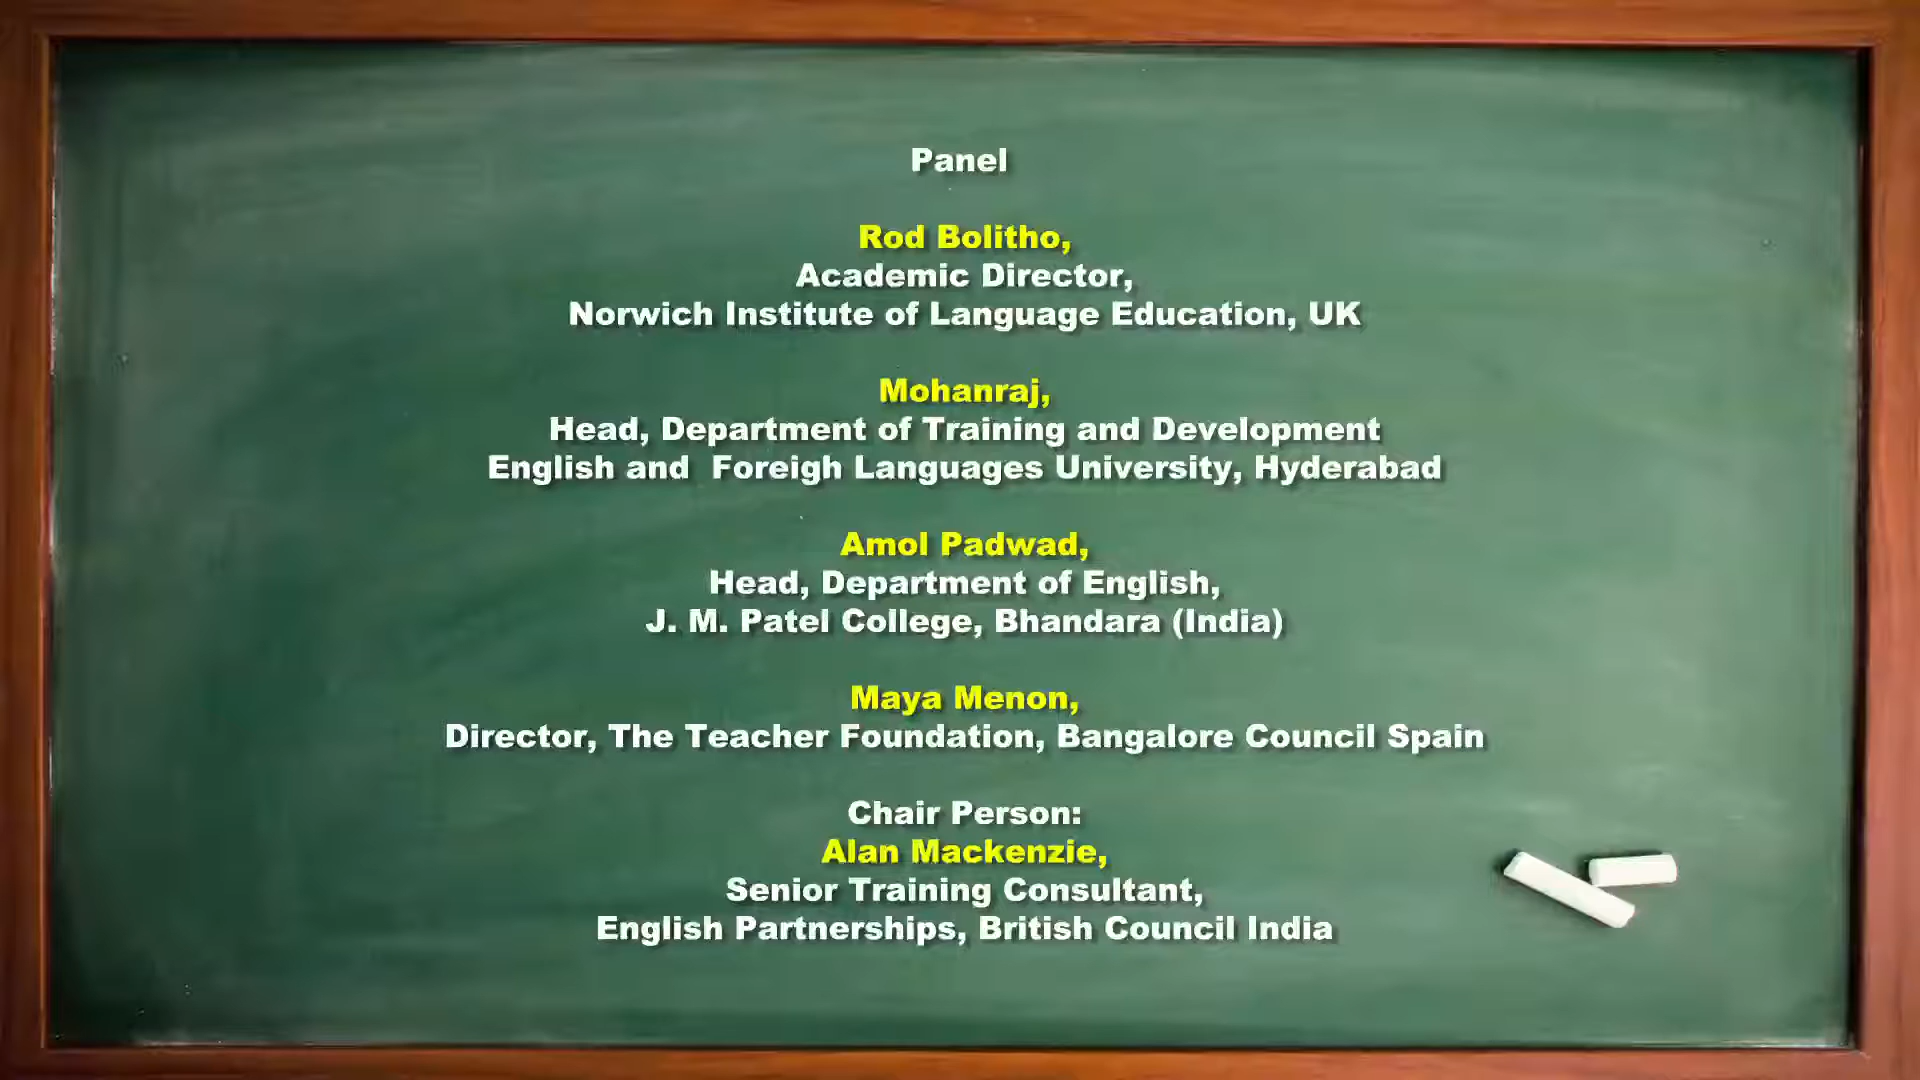 Panel
Rod Bolitho,
Academic Director,
Norwich Institute of Language Education, UK
Mohanraj,
Head, Department of Training and Development
English and  Foreigh Languages University, Hyderabad
Amol Padwad,
Head, Department of English,
J. M. Patel College, Bhandara (India)
Maya Menon,
Director, The Teacher Foundation, Bangalore Council Spain
Chair Person:
Alan Mackenzie,
Senior Training Consultant,
English Partnerships, British Council India